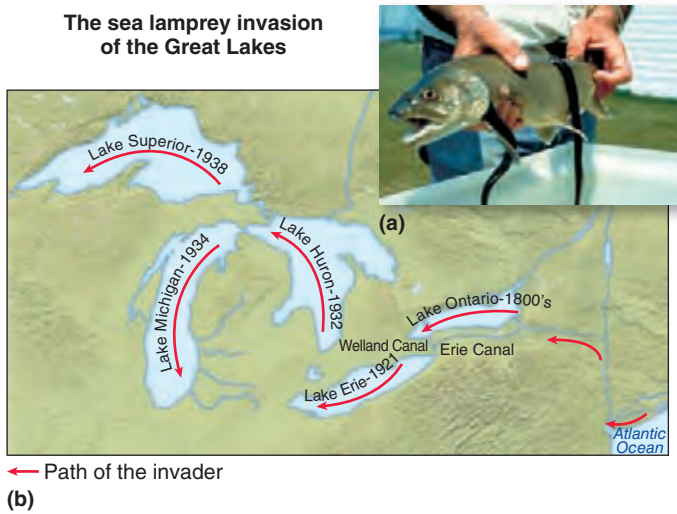 The sea lamprey invasion
of the Great Lakes
(a)
Lake Superior-1938
Lake Michigan-1934
Lake Huron-1932
Lake Ontario-1800's
Welland Canal
Erie Canal
Lake Erie-1921
Atlantic
Ocean
Path of the invader
(b)